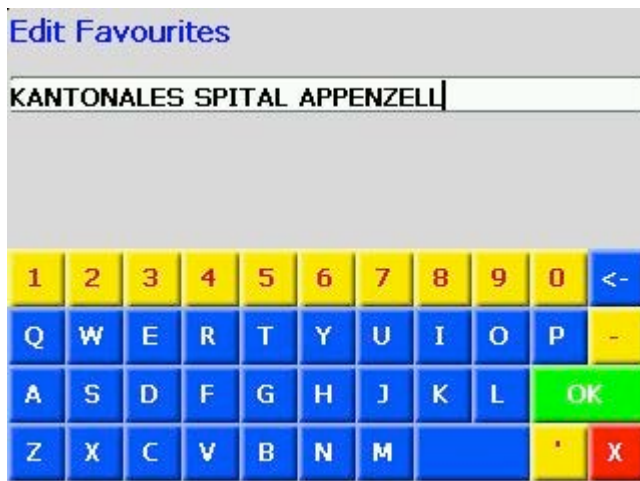 Edit Favourites
KANTONALES SPITAL APPENZELL
1 2 3 4 5 6 7 8 9 0 <-
Q W E R T Y U I O P -
A S D F G H J K L OK
Z X C V B N M ' X